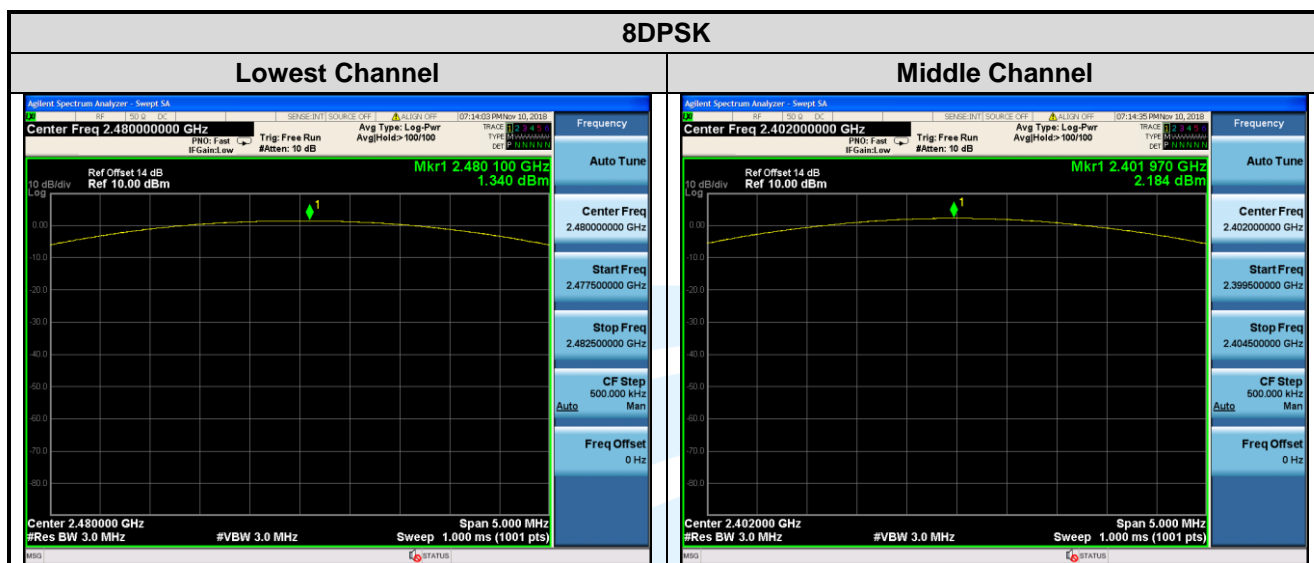 8DPSK
Lowest Channel
Agilent Spectrum Analyzer - Swept SA
RF 50 Ω DC SENSE:INT SOURCE OFF ALIGN OFF 07:14:03 PM Nov 10, 2018
Center Freq 2.480000000 GHz
PNO: Fast
IFGain:Low
Trig: Free Run
#Atten: 10 dB
Avg Type: Log-Pwr
Avg|Hold:>100/100
TRACE 1 2 3 4 5 6
TYPE M
DET P N N N N N
Ref Offset 14 dB
Ref 10.00 dBm
10 dB/div
Log
Mkr1 2.480 100 GHz
1.340 dBm
1
0.00
-10.0
-20.0
-30.0
-40.0
-50.0
-60.0
-70.0
-80.0
Center 2.480000 GHz
Span 5.000 MHz
#Res BW 3.0 MHz
#VBW 3.0 MHz
Sweep 1.000 ms (1001 pts)
MSG
STATUS
Frequency
Auto Tune
Center Freq
2.480000000 GHz
Start Freq
2.477500000 GHz
Stop Freq
2.482500000 GHz
CF Step
500.000 kHz
Auto Man
Freq Offset
0 Hz
Middle Channel
Agilent Spectrum Analyzer - Swept SA
RF 50 Ω DC SENSE:INT SOURCE OFF ALIGN OFF 07:14:35 PM Nov 10, 2018
Center Freq 2.402000000 GHz
PNO: Fast
IFGain:Low
Trig: Free Run
#Atten: 10 dB
Avg Type: Log-Pwr
Avg|Hold:>100/100
TRACE 1 2 3 4 5 6
TYPE M
DET P N N N N N
Ref Offset 14 dB
Ref 10.00 dBm
10 dB/div
Log
Mkr1 2.401 970 GHz
2.184 dBm
1
0.00
-10.0
-20.0
-30.0
-40.0
-50.0
-60.0
-70.0
-80.0
Center 2.402000 GHz
Span 5.000 MHz
#Res BW 3.0 MHz
#VBW 3.0 MHz
Sweep 1.000 ms (1001 pts)
MSG
STATUS
Frequency
Auto Tune
Center Freq
2.402000000 GHz
Start Freq
2.399500000 GHz
Stop Freq
2.404500000 GHz
CF Step
500.000 kHz
Auto Man
Freq Offset
0 Hz